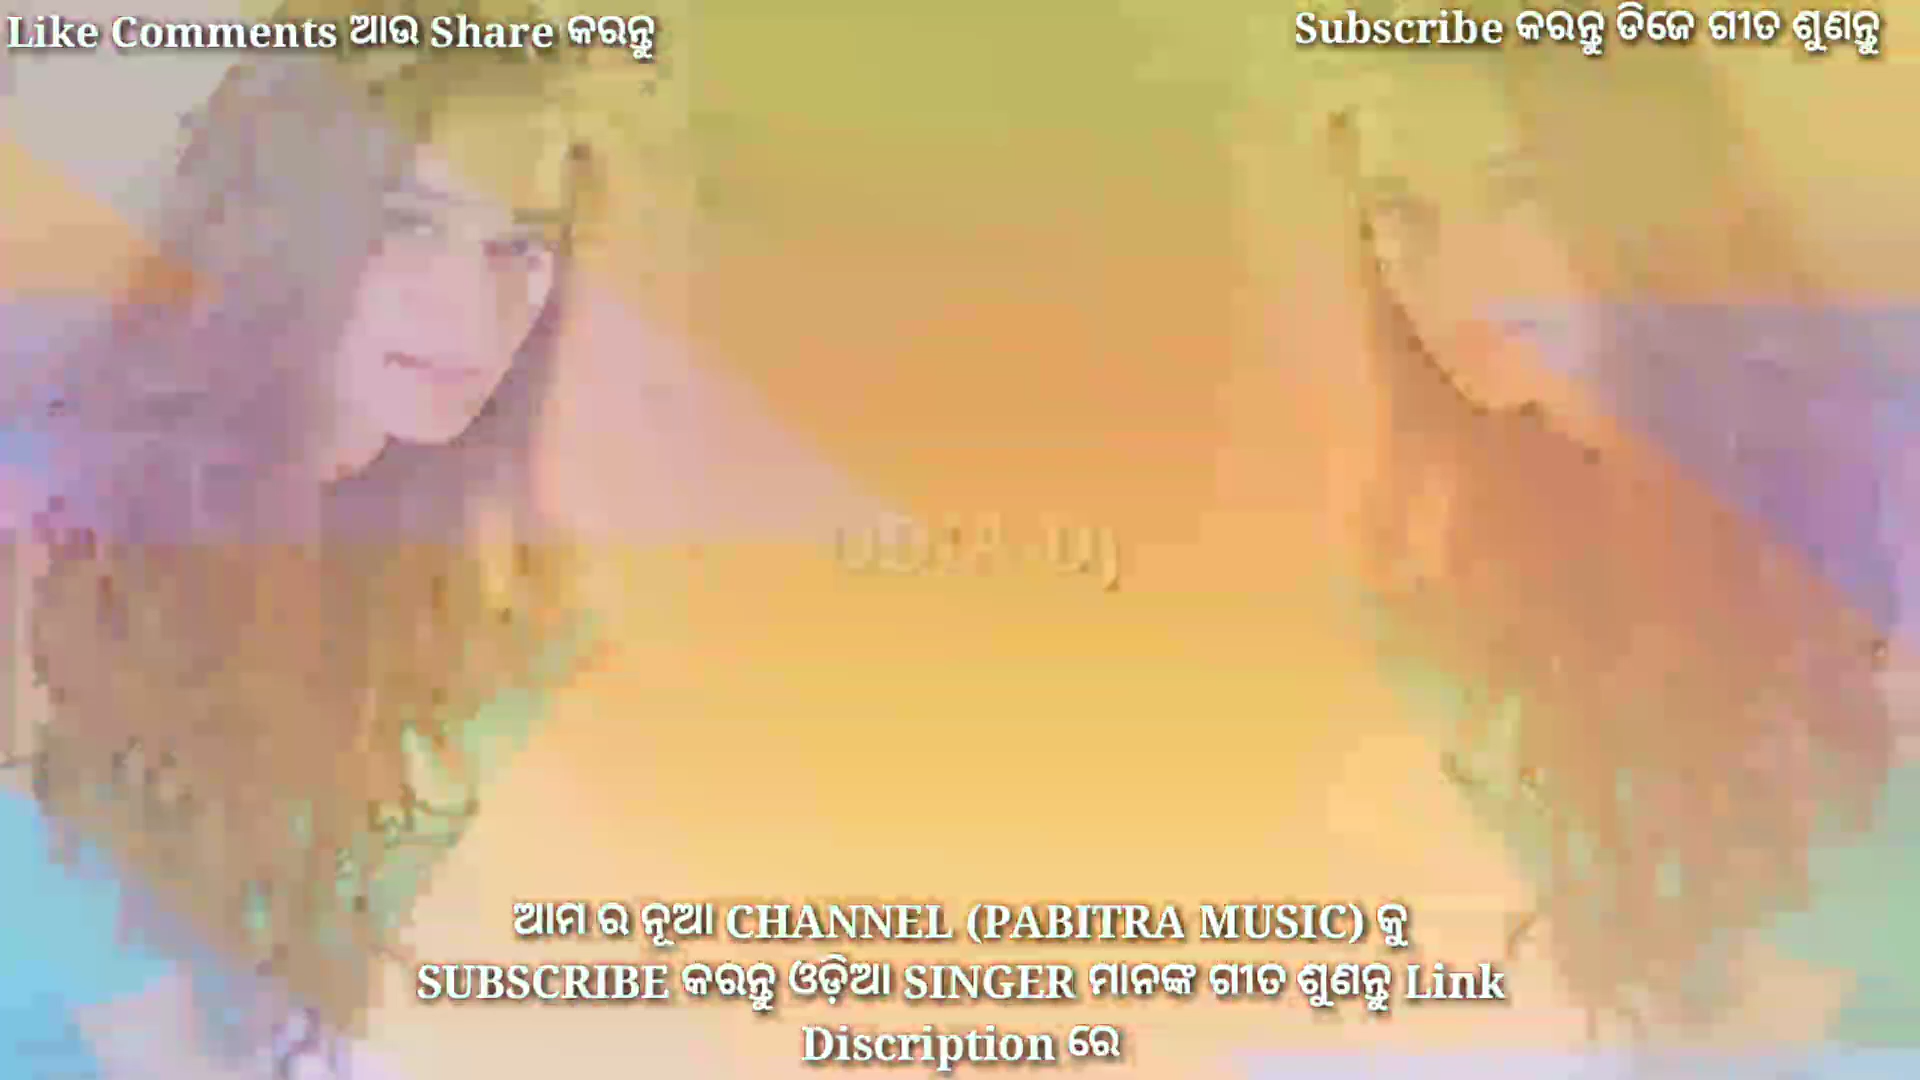 Like Comments ଆଉ Share କରନ୍ତୁ
Subscribe କରନ୍ତୁ ଡିଜେ ଗୀତ ଶୁଣନ୍ତୁ
ଆମ ର ନୂଆ CHANNEL (PABITRA MUSIC) କୁ
SUBSCRIBE କରନ୍ତୁ ଓଡ଼ିଆ SINGER ମାନଙ୍କ ଗୀତ ଶୁଣନ୍ତୁ Link
Discription ରେ